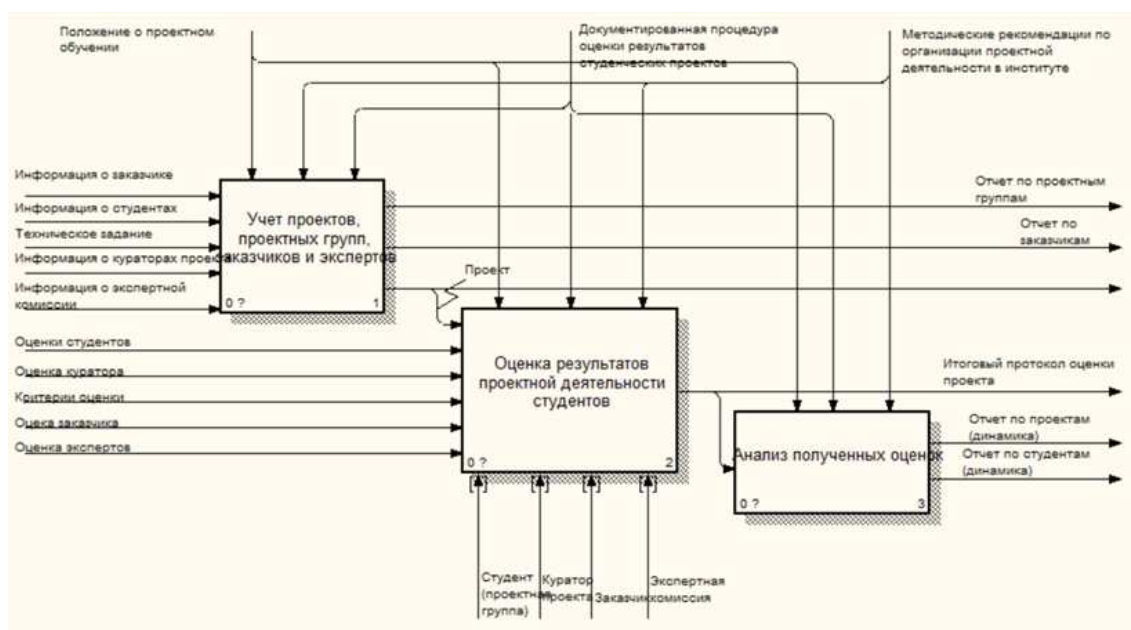 Положение о проектном
обучении
Документированная процедура
оценки результатов
студенческих проектов
Методические рекомендации по
организации проектной
деятельности в институте
Информация о заказчике
Информация о студентах
Техническое задание
Информация о кураторах проекта
Информация о экспертной
комиссии
Учет проектов,
проектных групп,
заказчиков и экспертов
0 ?
1
Отчет по проектным
группам
Отчет по
заказчикам
Проект
Оценки студентов
Оценка куратора
Критерии оценки
Оцека заказчика
Оценка экспертов
Оценка результатов
проектной деятельности
студентов
0 ?
2
Итоговый протокол оценки
проекта
Отчет по проектам
(динамика)
Отчет по студентам
(динамика)
Анализ полученных оценок
0 ?
3
Студент
(проектная
группа)
Куратор
проекта
Заказчик
Экспертная
комиссия